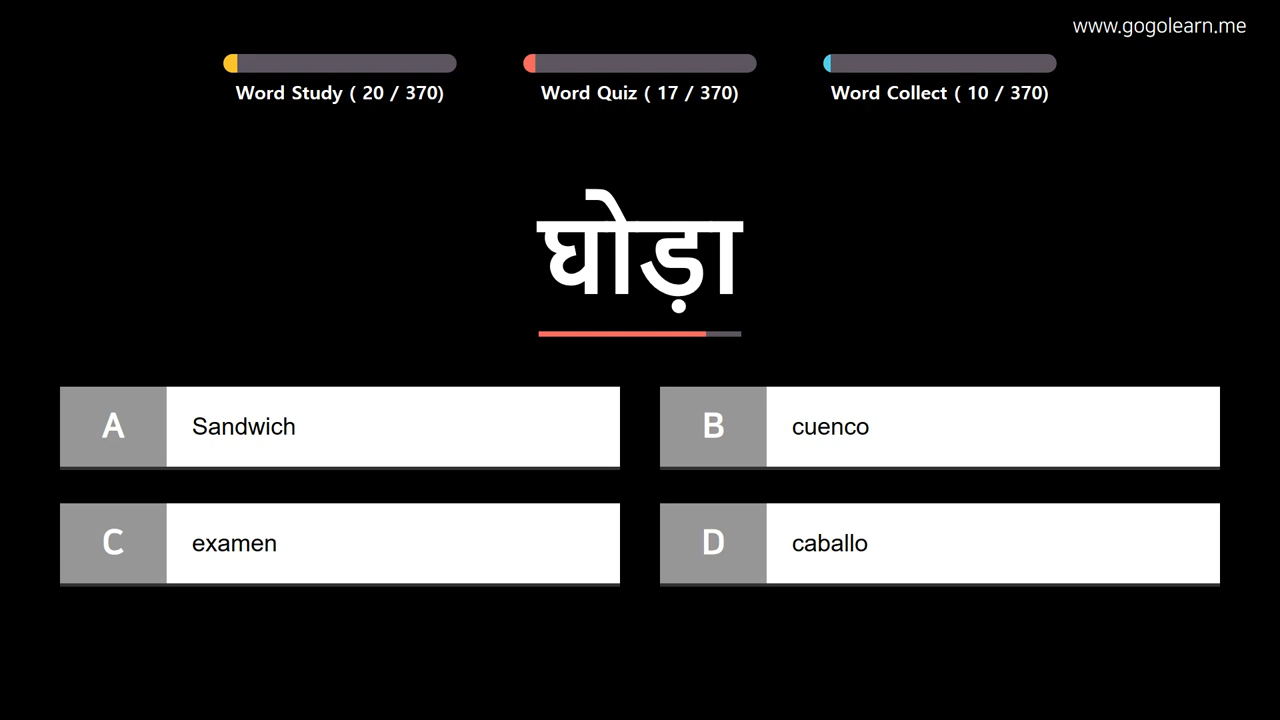 www.gogolearn.me
Word Study ( 20 / 370)
Word Quiz ( 17 / 370)
Word Collect ( 10 / 370)
घोड़ा
A Sandwich
B cuenco
C examen
D caballo